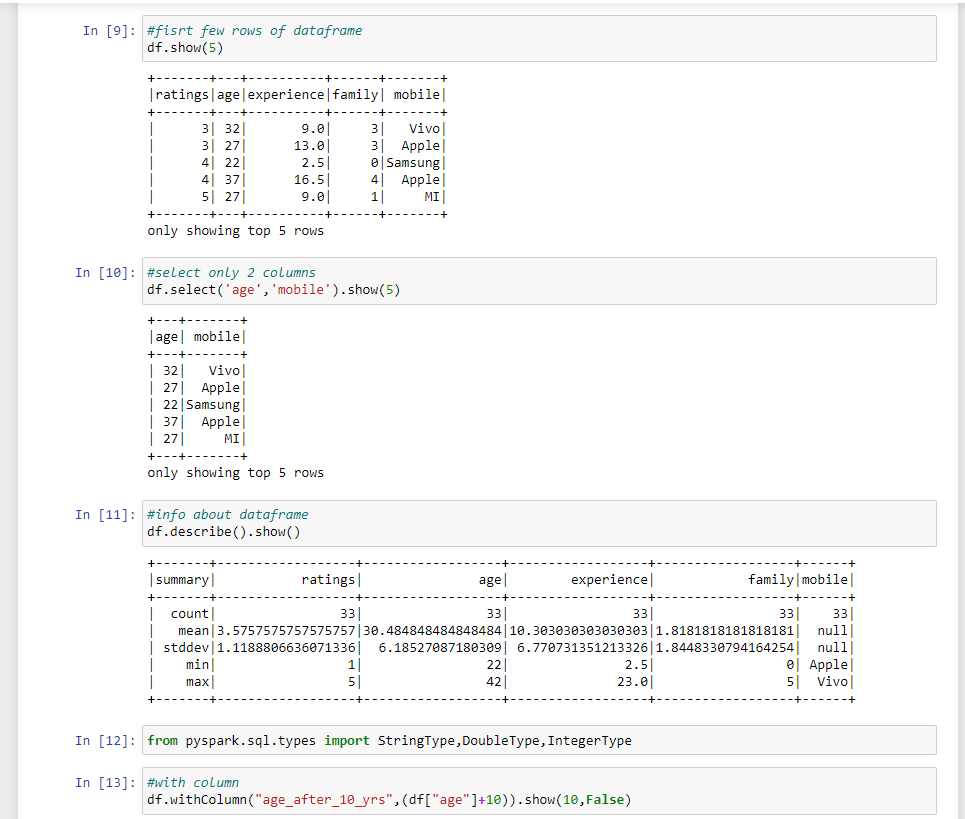 In [9]: #fisrt few rows of dataframe
df.show(5)
+-------+---+----------+------+-------+
|ratings|age|experience|family| mobile|
+-------+---+----------+------+-------+
|      3| 32|       9.0|     3|   Vivo|
|      3| 27|      13.0|     3|  Apple|
|      4| 22|       2.5|     0|Samsung|
|      4| 37|      16.5|     4|  Apple|
|      5| 27|       9.0|     1|     MI|
+-------+---+----------+------+-------+
only showing top 5 rows
In [10]: #select only 2 columns
df.select('age','mobile').show(5)
+---+-------+
|age| mobile|
+---+-------+
| 32|   Vivo|
| 27|  Apple|
| 22|Samsung|
| 37|  Apple|
| 27|     MI|
+---+-------+
only showing top 5 rows
In [11]: #info about dataframe
df.describe().show()
+-------+------------------+------------------+------------------+------------------+------+
|summary|           ratings|               age|        experience|            family|mobile|
+-------+------------------+------------------+------------------+------------------+------+
|  count|                33|                33|                33|                33|    33|
|   mean|3.5757575757575757|30.484848484848484|10.303030303030303|1.8181818181818181|  null|
| stddev|1.1188806636071336|  6.18527087180309| 6.770731351213326|1.8448330794164254|  null|
|    min|                 1|                22|               2.5|                 0| Apple|
|    max|                 5|                42|              23.0|                 5|  Vivo|
+-------+------------------+------------------+------------------+------------------+------+
In [12]: from pyspark.sql.types import StringType,DoubleType,IntegerType
In [13]: #with column
df.withColumn("age_after_10_yrs",(df["age"]+10)).show(10,False)